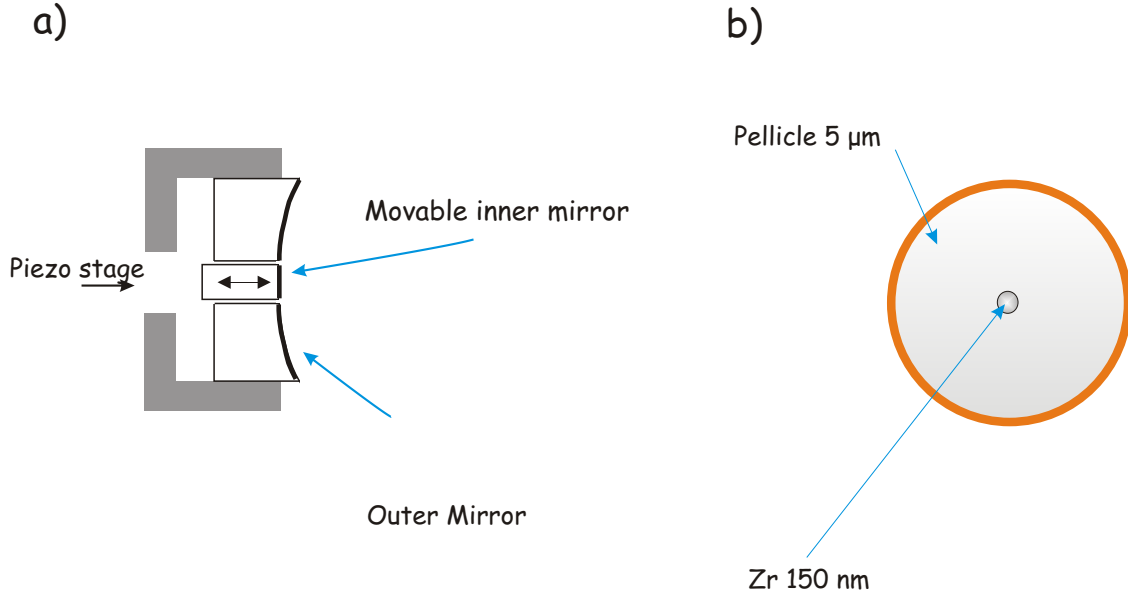 a)
b)
Pellicle 5 µm
Movable inner mirror
Piezo stage
Outer Mirror
Zr 150 nm